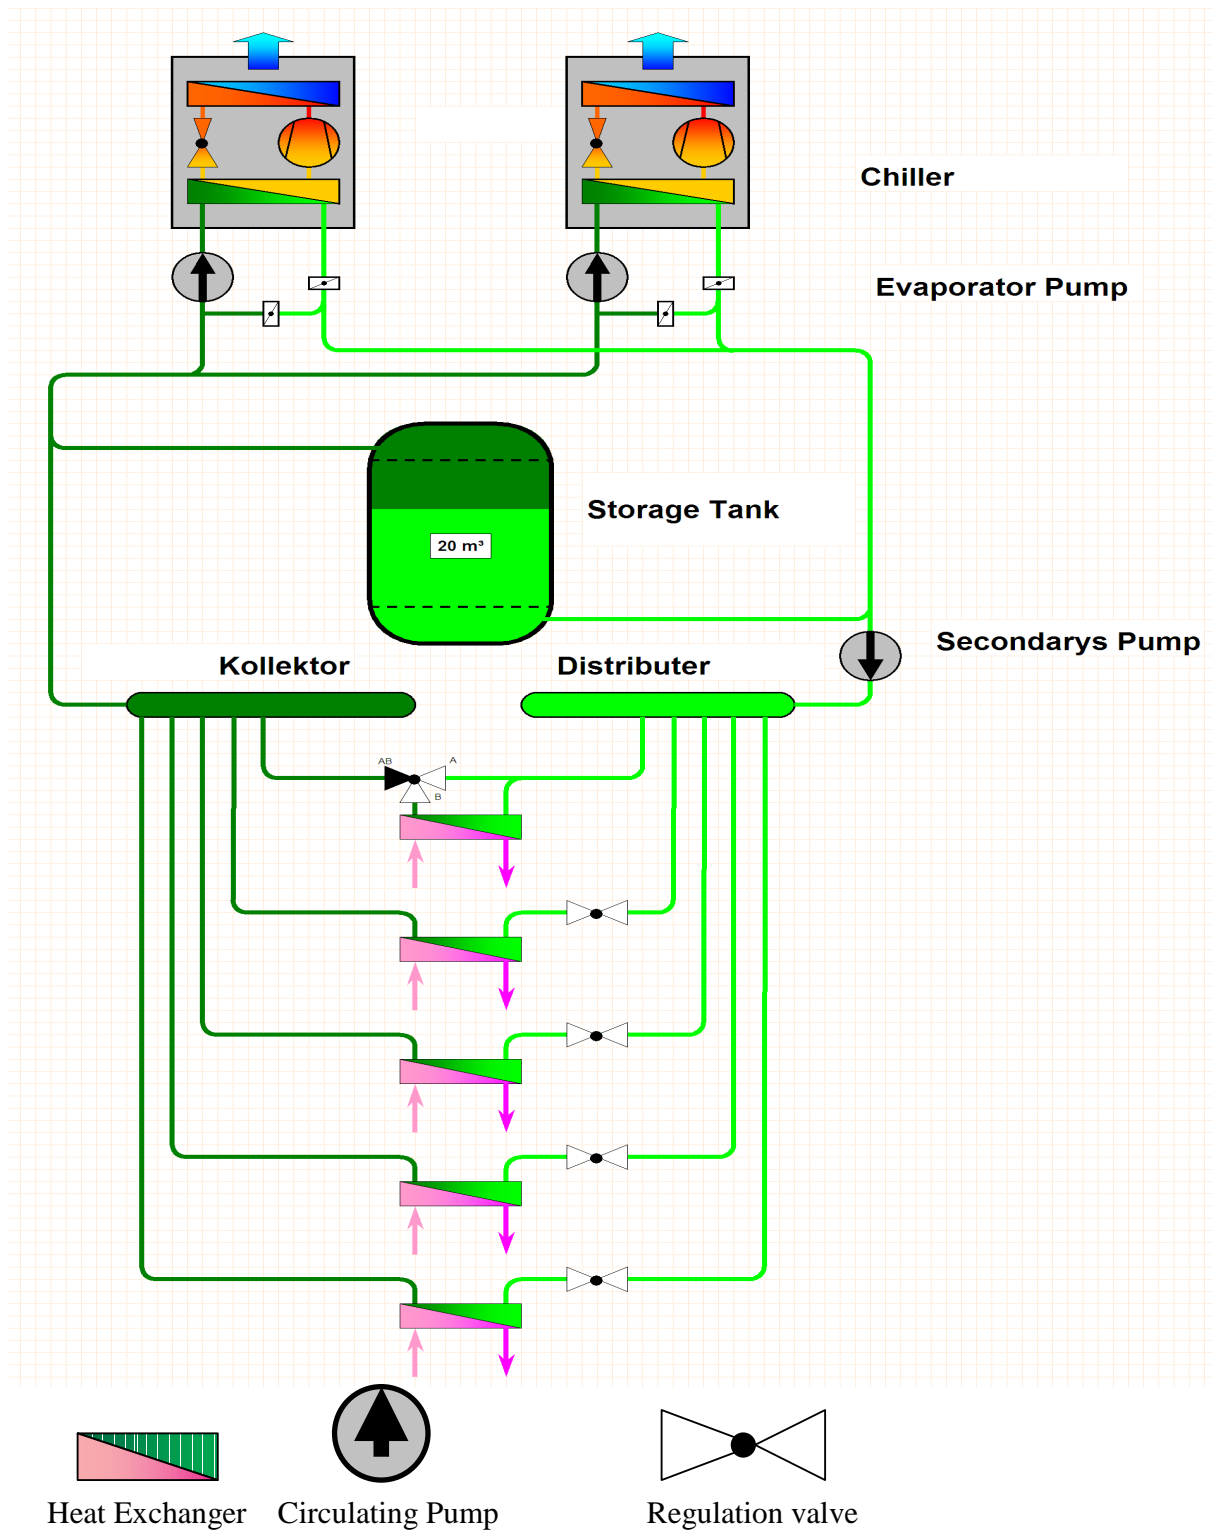 Chiller
Evaporator Pump
Storage Tank
20 m³
Secondarys Pump
Kollektor
Distributer
AB
A
B
Heat Exchanger
Circulating Pump
Regulation valve